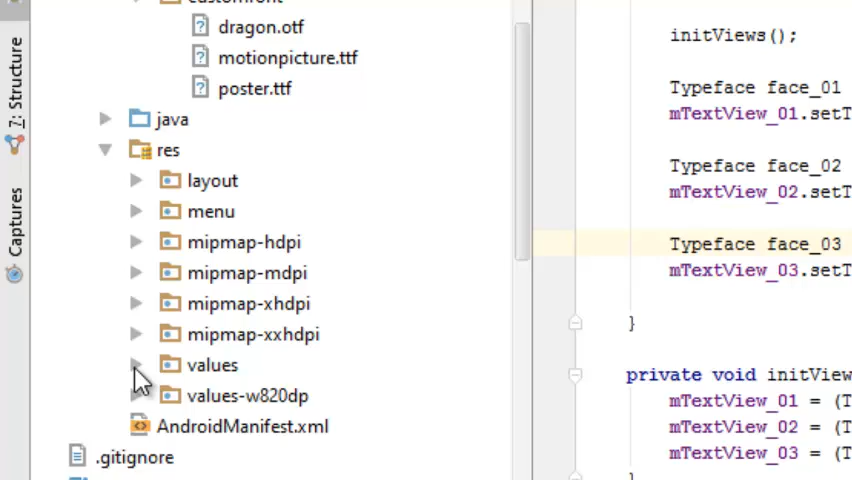 customfont
dragon.otf
motionpicture.ttf
poster.ttf
java
res
layout
menu
mipmap-hdpi
mipmap-mdpi
mipmap-xhdpi
mipmap-xxhdpi
values
values-w820dp
AndroidManifest.xml
.gitignore
7: Structure
Captures
initViews();
Typeface face_01
mTextView_01.setT
Typeface face_02
mTextView_02.setT
Typeface face_03
mTextView_03.setT
}
private void initView
mTextView_01 = (T
mTextView_02 = (T
mTextView_03 = (T
}